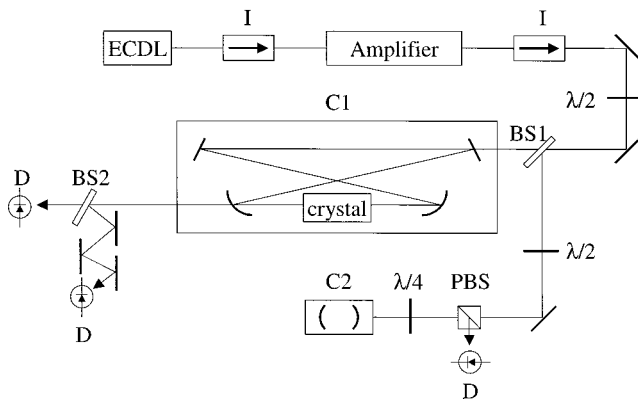 I
I
ECDL
Amplifier
λ/2
C1
BS1
D
BS2
crystal
λ/2
C2
λ/4
PBS
D
D